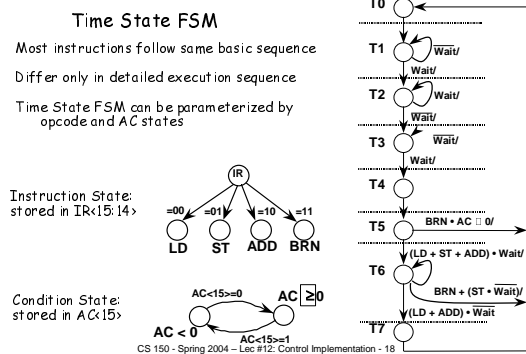 Time State FSM
Most instructions follow same basic sequence
Differ only in detailed execution sequence
Time State FSM can be parameterized by
opcode and AC states
Instruction State:
stored in IR<15:14>
IR
=00
=01
=10
=11
LD
ST
ADD
BRN
Condition State:
stored in AC<15>
AC<15>=0
AC ≥0
AC < 0
AC<15>=1
T0
T1
Wait/
Wait/
T2
Wait/
Wait/
T3
Wait/
Wait/
T4
T5
BRN • AC □ 0/
(LD + ST + ADD) • Wait/
T6
BRN + (ST • Wait)/
(LD + ADD) • Wait
T7
CS 150 - Spring 2004 – Lec #12: Control Implementation - 18